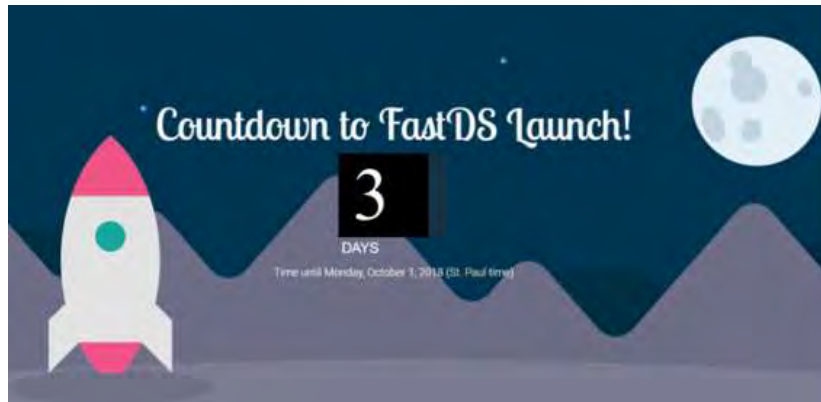 Countdown to FastDS Launch!
3
DAYS
Time until Monday, October 1, 2018 (St. Paul time)